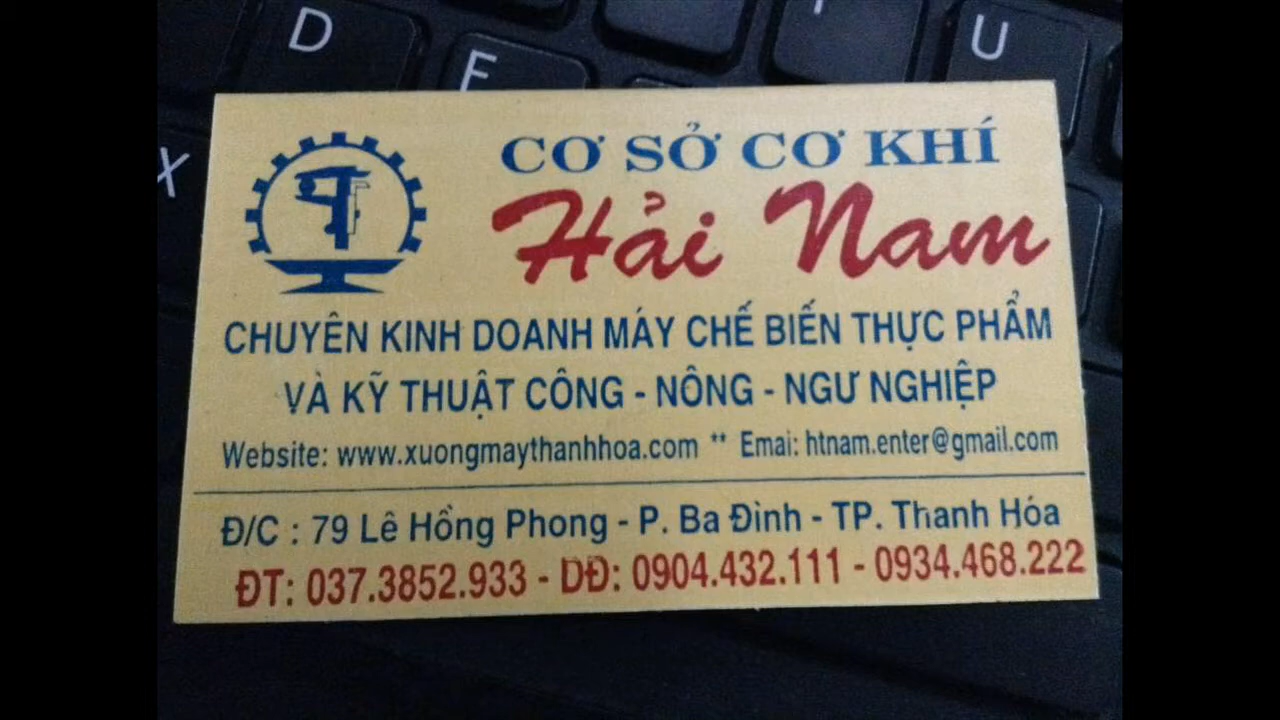 D
F
U
X
CƠ SỞ CƠ KHÍ
Hải Nam
CHUYÊN KINH DOANH MÁY CHẾ BIẾN THỰC PHẨM
VÀ KỸ THUẬT CÔNG - NÔNG - NGƯ NGHIỆP
Website: www.xuongmaythanhhoa.com ** Emai: htnam.enter@gmail.com
Đ/C : 79 Lê Hồng Phong - P. Ba Đình - TP. Thanh Hóa
ĐT: 037.3852.933 - DĐ: 0904.432.111 - 0934.468.222